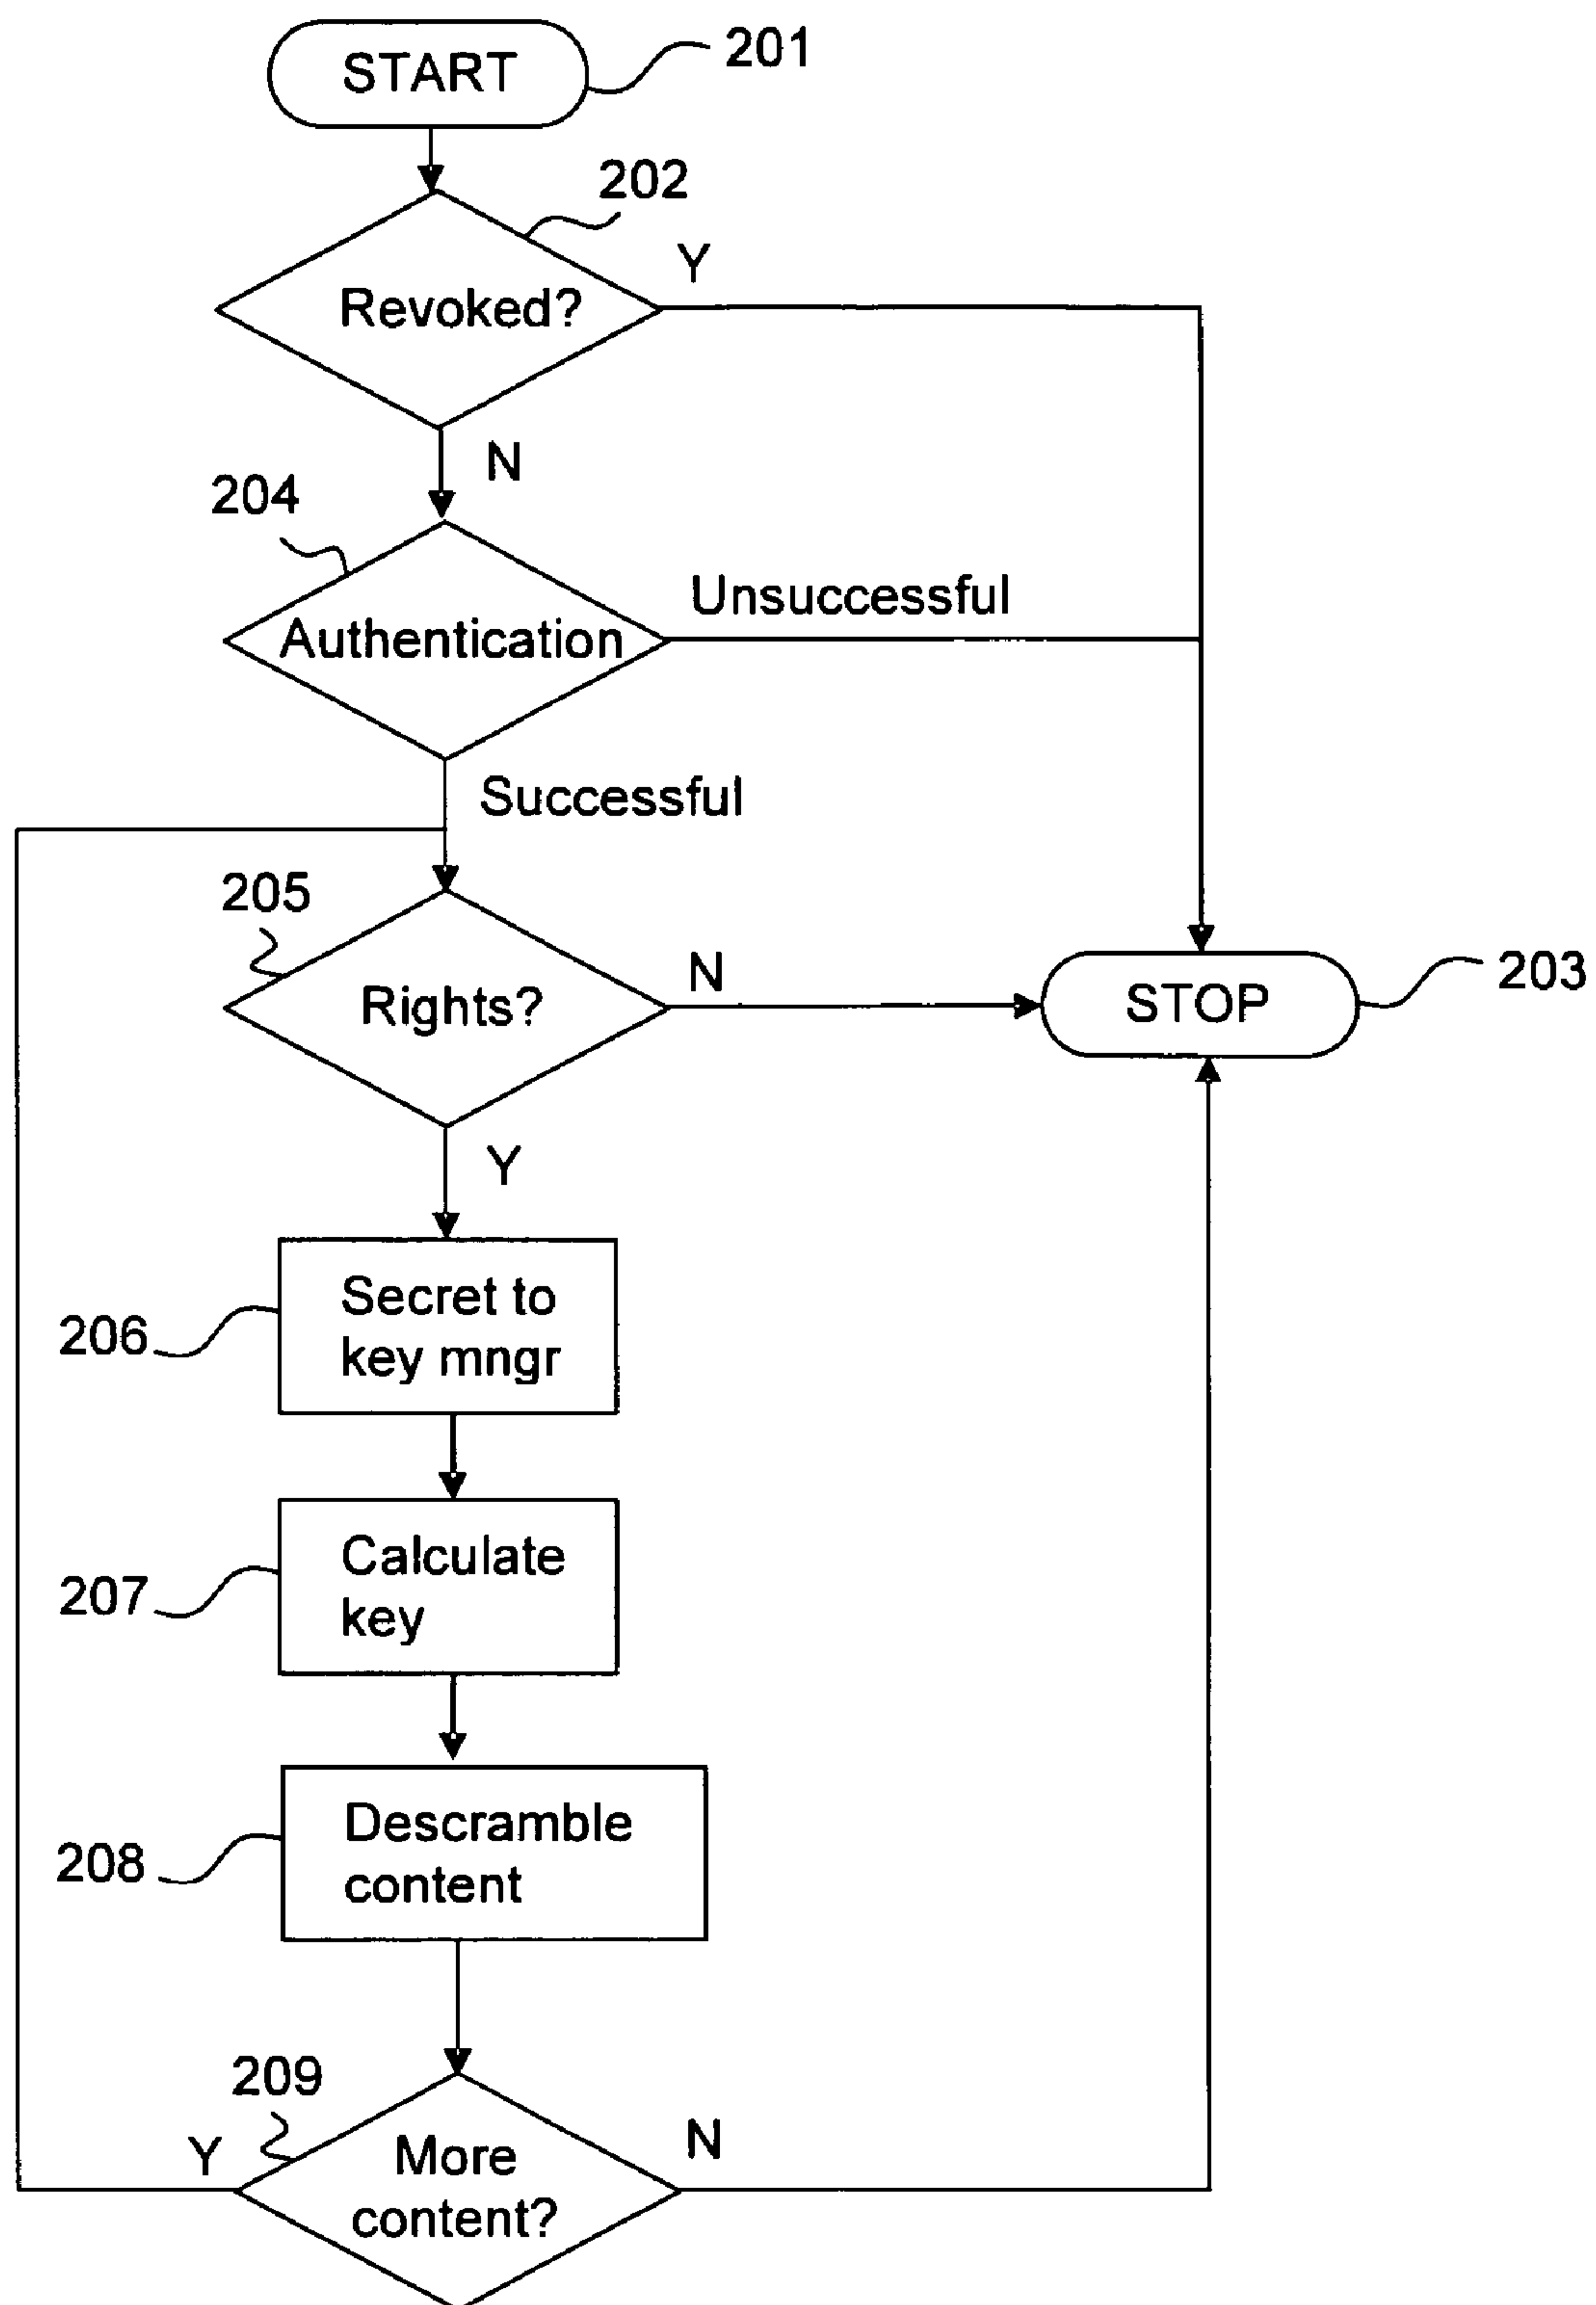 START
201
202
Revoked?
Y
N
204
Authentication
Unsuccessful
Successful
205
Rights?
N
STOP
203
Y
206
Secret to
key mngr
207
Calculate
key
208
Descramble
content
209
Y
More
content?
N